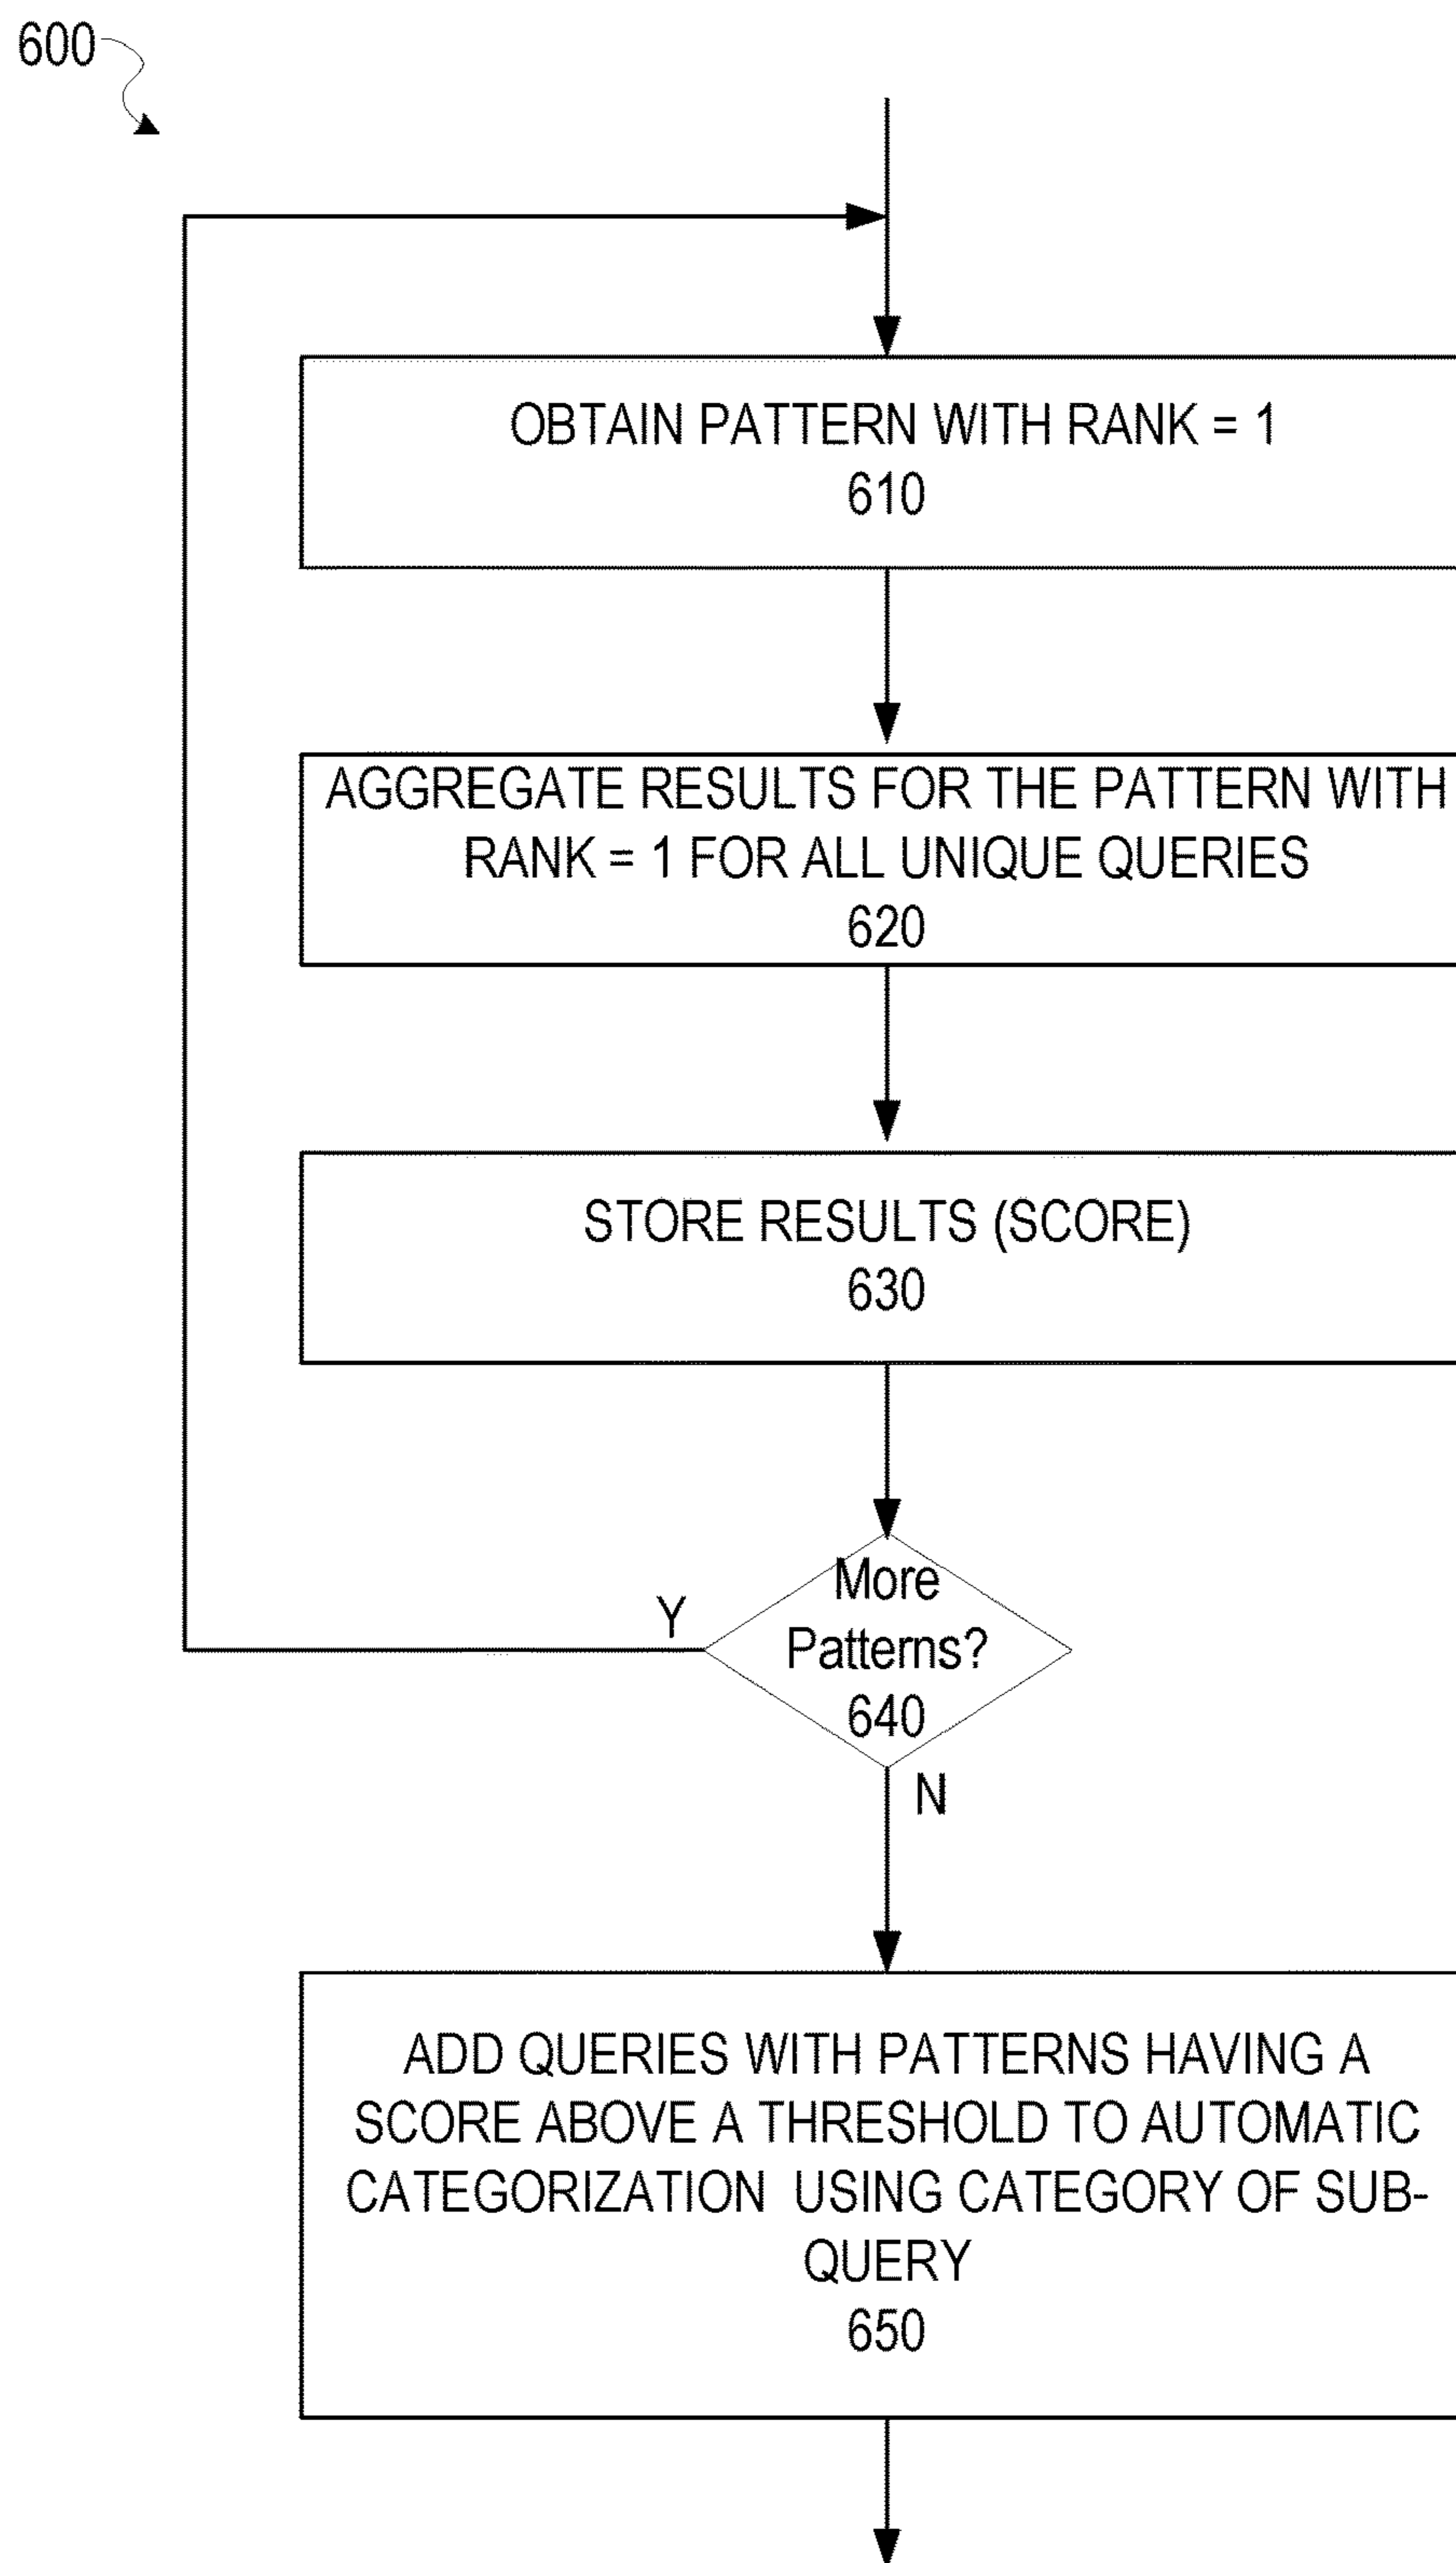 600
OBTAIN PATTERN WITH RANK = 1
610
AGGREGATE RESULTS FOR THE PATTERN WITH
RANK = 1 FOR ALL UNIQUE QUERIES
620
STORE RESULTS (SCORE)
630
More
Patterns?
640
Y
N
ADD QUERIES WITH PATTERNS HAVING A
SCORE ABOVE A THRESHOLD TO AUTOMATIC
CATEGORIZATION USING CATEGORY OF SUB-
QUERY
650